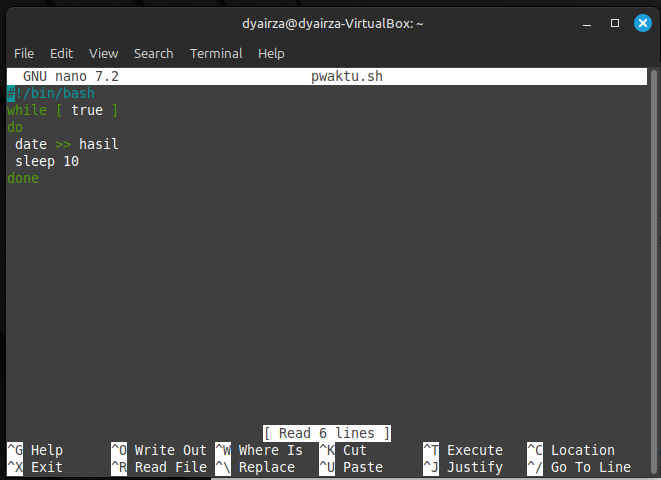 dyairza@dyairza-VirtualBox: ~
File Edit View Search Terminal Help
GNU nano 7.2 pwaktu.sh
#!/bin/bash
while [ true ]
do
 date >> hasil
 sleep 10
done
[ Read 6 lines ]
^G Help ^O Write Out ^W Where Is ^K Cut ^T Execute ^C Location
^X Exit ^R Read File ^\ Replace ^U Paste ^J Justify ^/ Go To Line